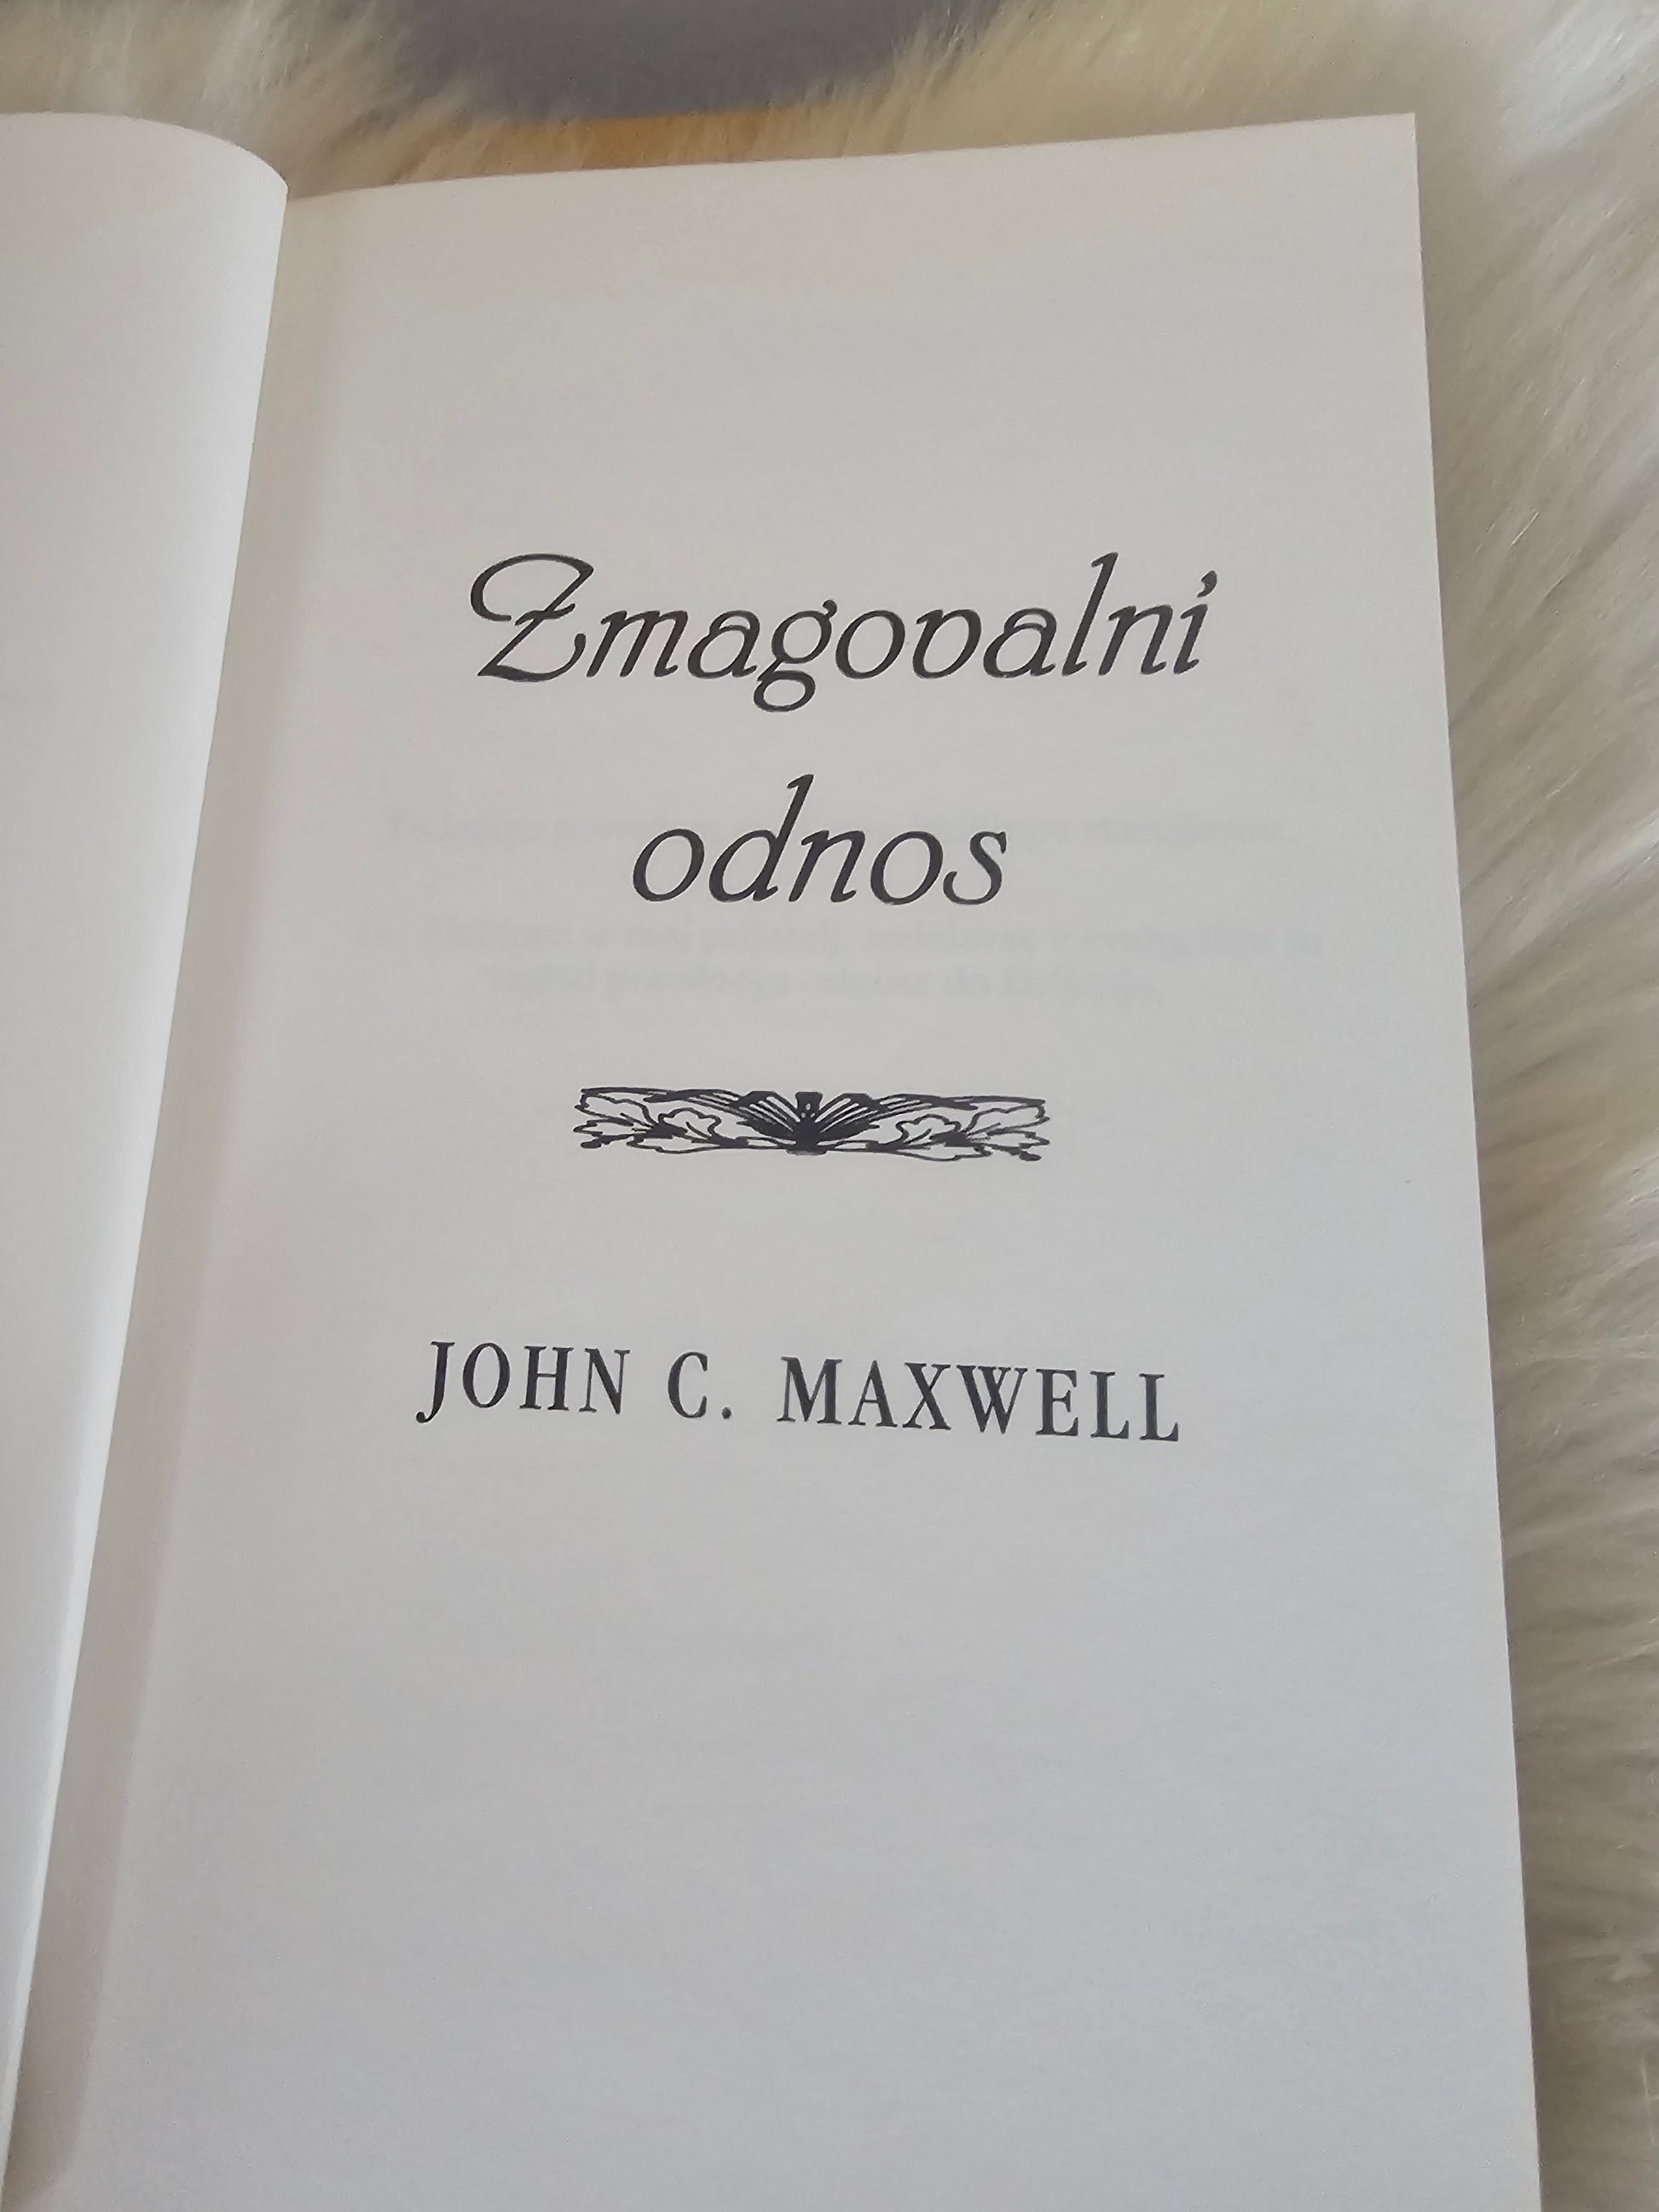 Zmagovalni
odnos
JOHN C. MAXWELL